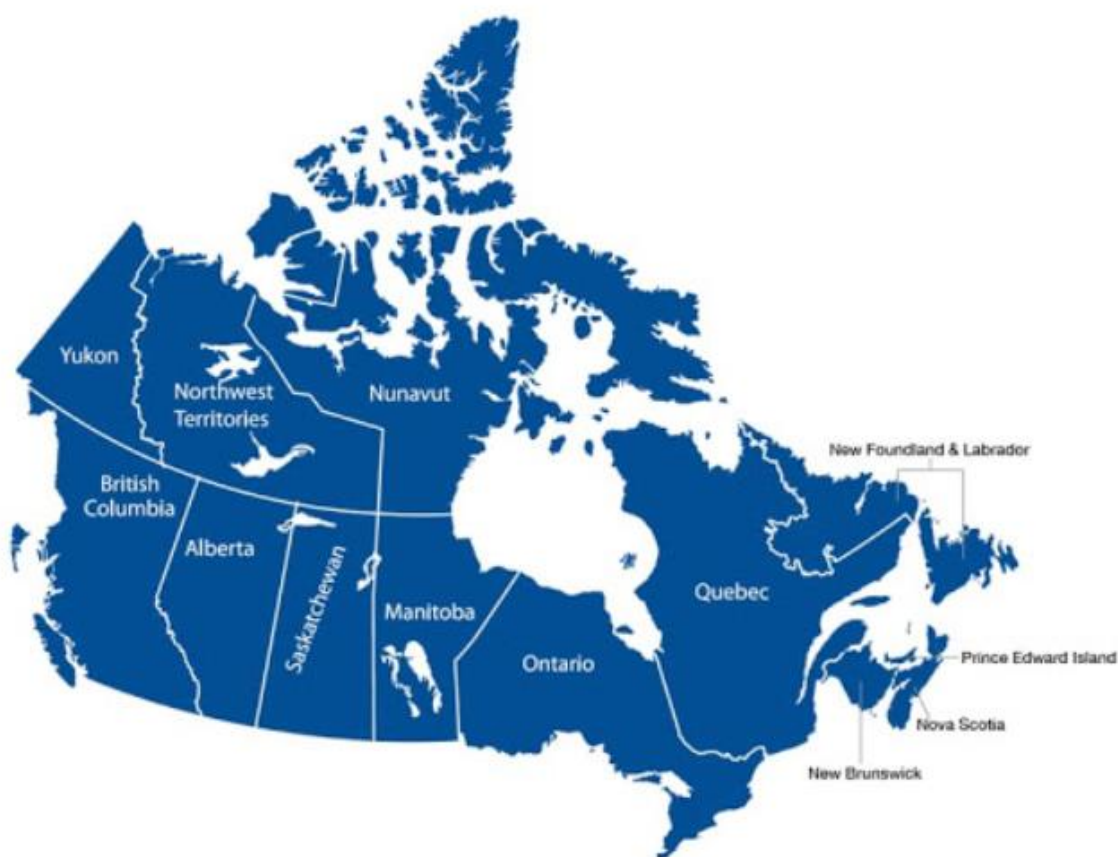 Yukon
Northwest
Territories
Nunavut
New Foundland & Labrador
British
Columbia
Alberta
Saskatchewan
Manitoba
Ontario
Quebec
Prince Edward Island
Nova Scotia
New Brunswick